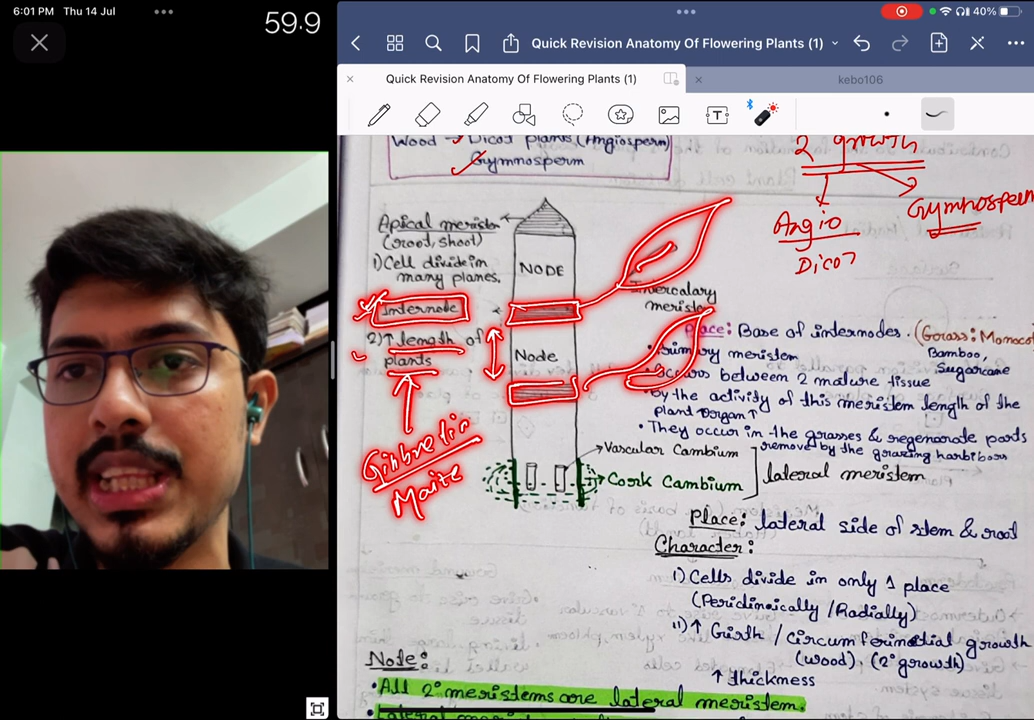 6:01 PM Thu 14 Jul
59.9
40%
Quick Revision Anatomy Of Flowering Plants (1)
Quick Revision Anatomy Of Flowering Plants (1)
kebo106
Wood → Dicot plants (Angiosperm)
Gymnosperm
2 growth
Angio
Dicot
Gymnosperm
Apical meristem
(root, shoot)
1) Cell divide in
many planes.
Internode
2) ↑ length of
plants
Gibbrelin
Maize
NODE
Node
Intercalary
meristem
Place: Base of internodes. (Grass: Monocot
Bamboo,
Sugarcane
• Primary meristem
• Occurs between 2 mature tissue
• By the activity of this meristem length of the
plant organ ↑
• They occur in the grasses & regenerate parts
remove by the grazing harbibors
Vascular Cambium
Cork Cambium
lateral meristem
Place: lateral side of stem & root
Character:
1) Cells divide in only 1 place
(Periclinically / Radially)
11) ↑ Girth / circumferential growth
(wood). (2° growth)
↑ thickness
Node:
• All 2° meristems are lateral meristem.